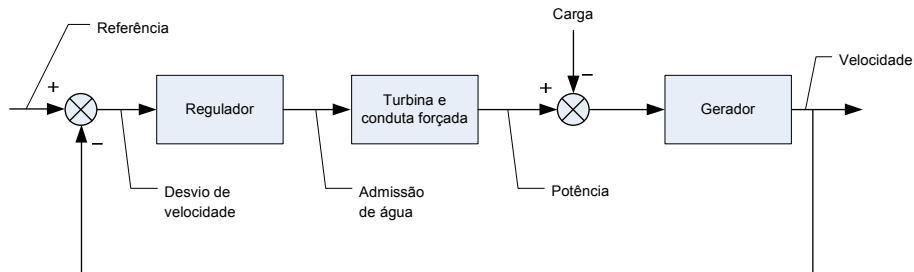 Referência
Carga
Velocidade
+
−
Regulador
Turbina e
conduta forçada
+
−
Gerador
Desvio de
velocidade
Admissão
de água
Potência